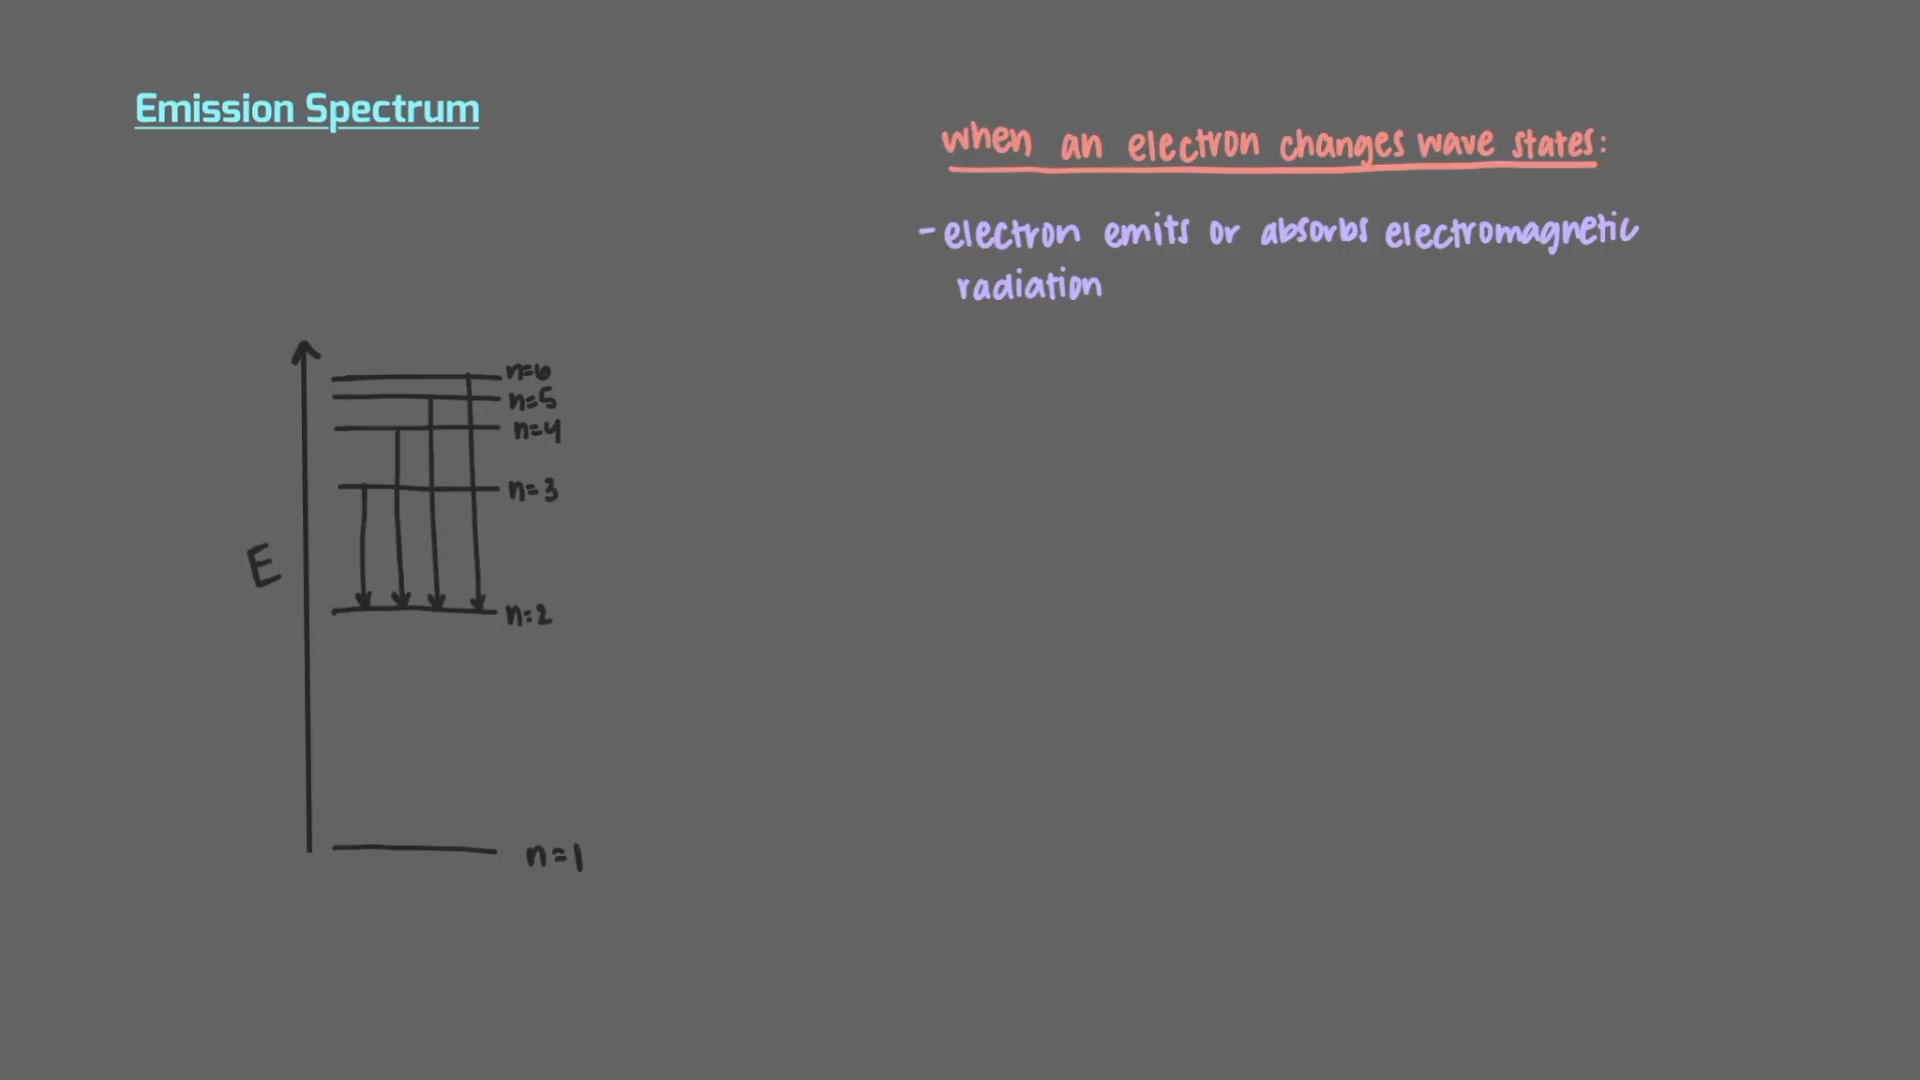 Emission Spectrum
when an electron changes wave states:
- electron emits or absorbs electromagnetic
radiation
n=6
n=5
n=4
n=3
E
n=2
n=1